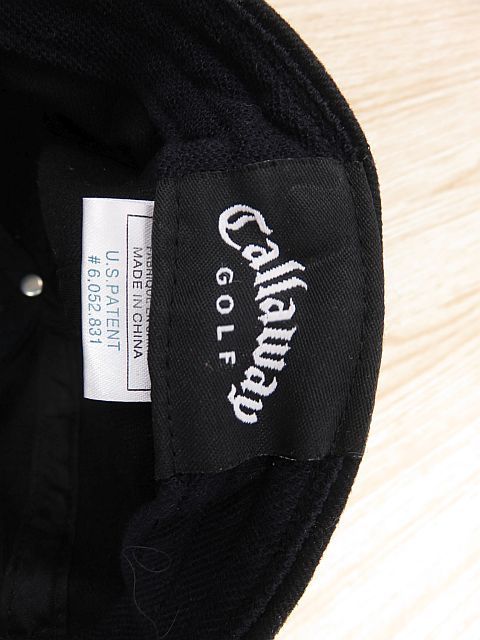 Callaway
GOLF
MADE IN CHINA
U.S.PATENT
# 6.052.831